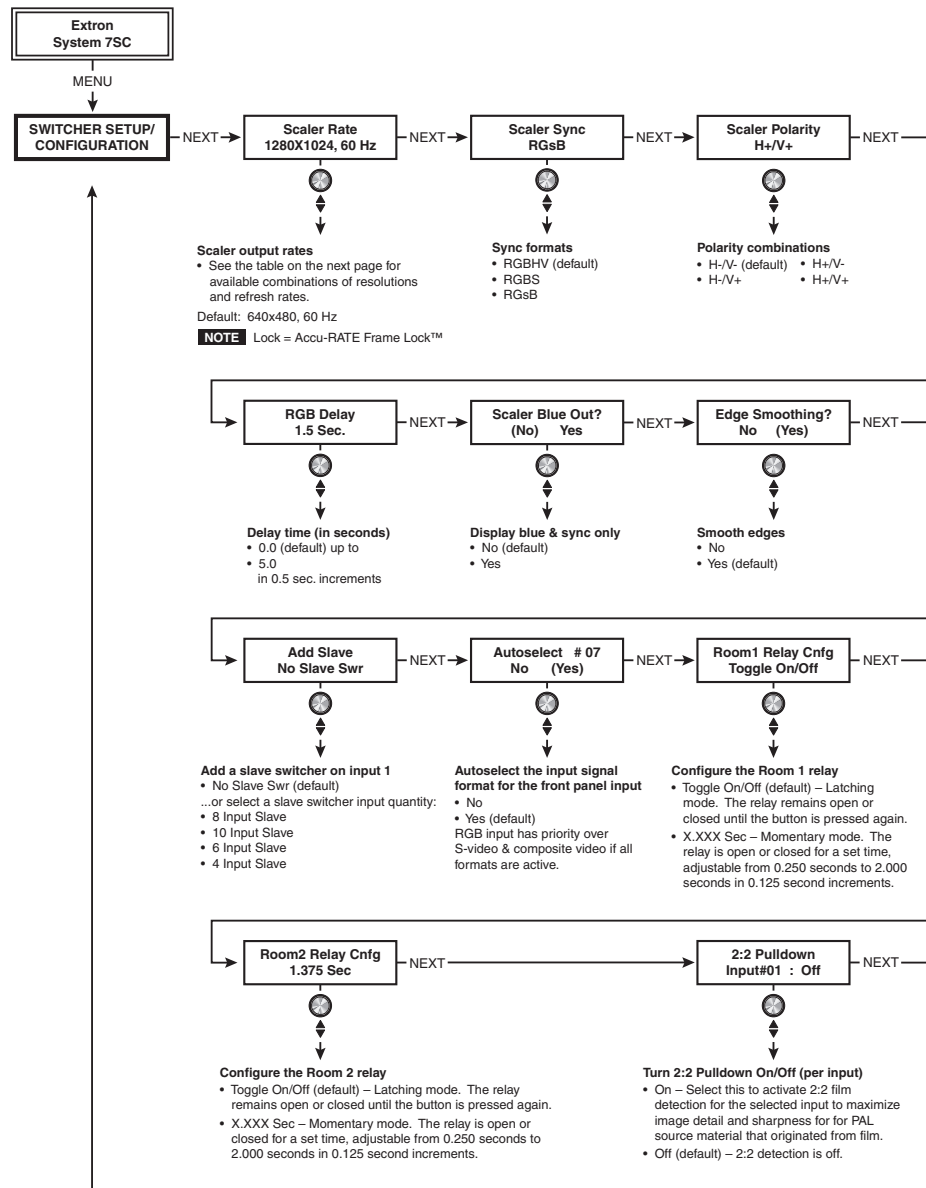 Extron
System 7SC
MENU
SWITCHER SETUP/
CONFIGURATION
NEXT
Scaler Rate
1280X1024, 60 Hz
NEXT
Scaler Sync
RGsB
NEXT
Scaler Polarity
H+/V+
NEXT
Scaler output rates
• See the table on the next page for
available combinations of resolutions
and refresh rates.
Default: 640x480, 60 Hz
NOTE Lock = Accu-RATE Frame Lock™
Sync formats
• RGBHV (default)
• RGBS
• RGsB
Polarity combinations
• H-/V- (default) • H+/V-
• H-/V+ • H+/V+
RGB Delay
1.5 Sec.
NEXT
Scaler Blue Out?
(No) Yes
NEXT
Edge Smoothing?
No (Yes)
NEXT
Delay time (in seconds)
• 0.0 (default) up to
• 5.0
in 0.5 sec. increments
Display blue & sync only
• No (default)
• Yes
Smooth edges
• No
• Yes (default)
Add Slave
No Slave Swr
NEXT
Autoselect # 07
No (Yes)
NEXT
Room1 Relay Cnfg
Toggle On/Off
NEXT
Add a slave switcher on input 1
• No Slave Swr (default)
...or select a slave switcher input quantity:
• 8 Input Slave
• 10 Input Slave
• 6 Input Slave
• 4 Input Slave
Autoselect the input signal
format for the front panel input
• No
• Yes (default)
RGB input has priority over
S-video & composite video if all
formats are active.
Configure the Room 1 relay
• Toggle On/Off (default) – Latching
mode. The relay remains open or
closed until the button is pressed again.
• X.XXX Sec – Momentary mode. The
relay is open or closed for a set time,
adjustable from 0.250 seconds to 2.000
seconds in 0.125 second increments.
Room2 Relay Cnfg
1.375 Sec
NEXT
2:2 Pulldown
Input#01 : Off
NEXT
Configure the Room 2 relay
• Toggle On/Off (default) – Latching mode. The relay
remains open or closed until the button is pressed again.
• X.XXX Sec – Momentary mode. The relay is open or
closed for a set time, adjustable from 0.250 seconds to
2.000 seconds in 0.125 second increments.
Turn 2:2 Pulldown On/Off (per input)
• On – Select this to activate 2:2 film
detection for the selected input to maximize
image detail and sharpness for for PAL
source material that originated from film.
• Off (default) – 2:2 detection is off.